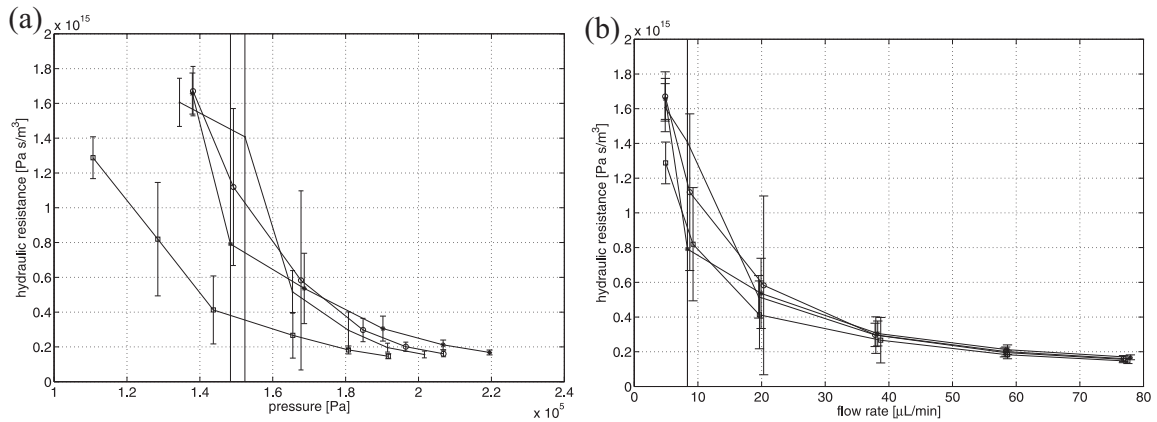 (a)
x 10^15
2
1.8
1.6
1.4
1.2
1
0.8
0.6
0.4
0.2
0
hydraulic resistance [Pa s/m³]
1 1.2 1.4 1.6 1.8 2 2.2 2.4
pressure [Pa]
x 10^5
(b)
x 10^15
2
1.8
1.6
1.4
1.2
1
0.8
0.6
0.4
0.2
0
hydraulic resistance [Pa s/m³]
0 10 20 30 40 50 60 70 80
flow rate [µL/min]